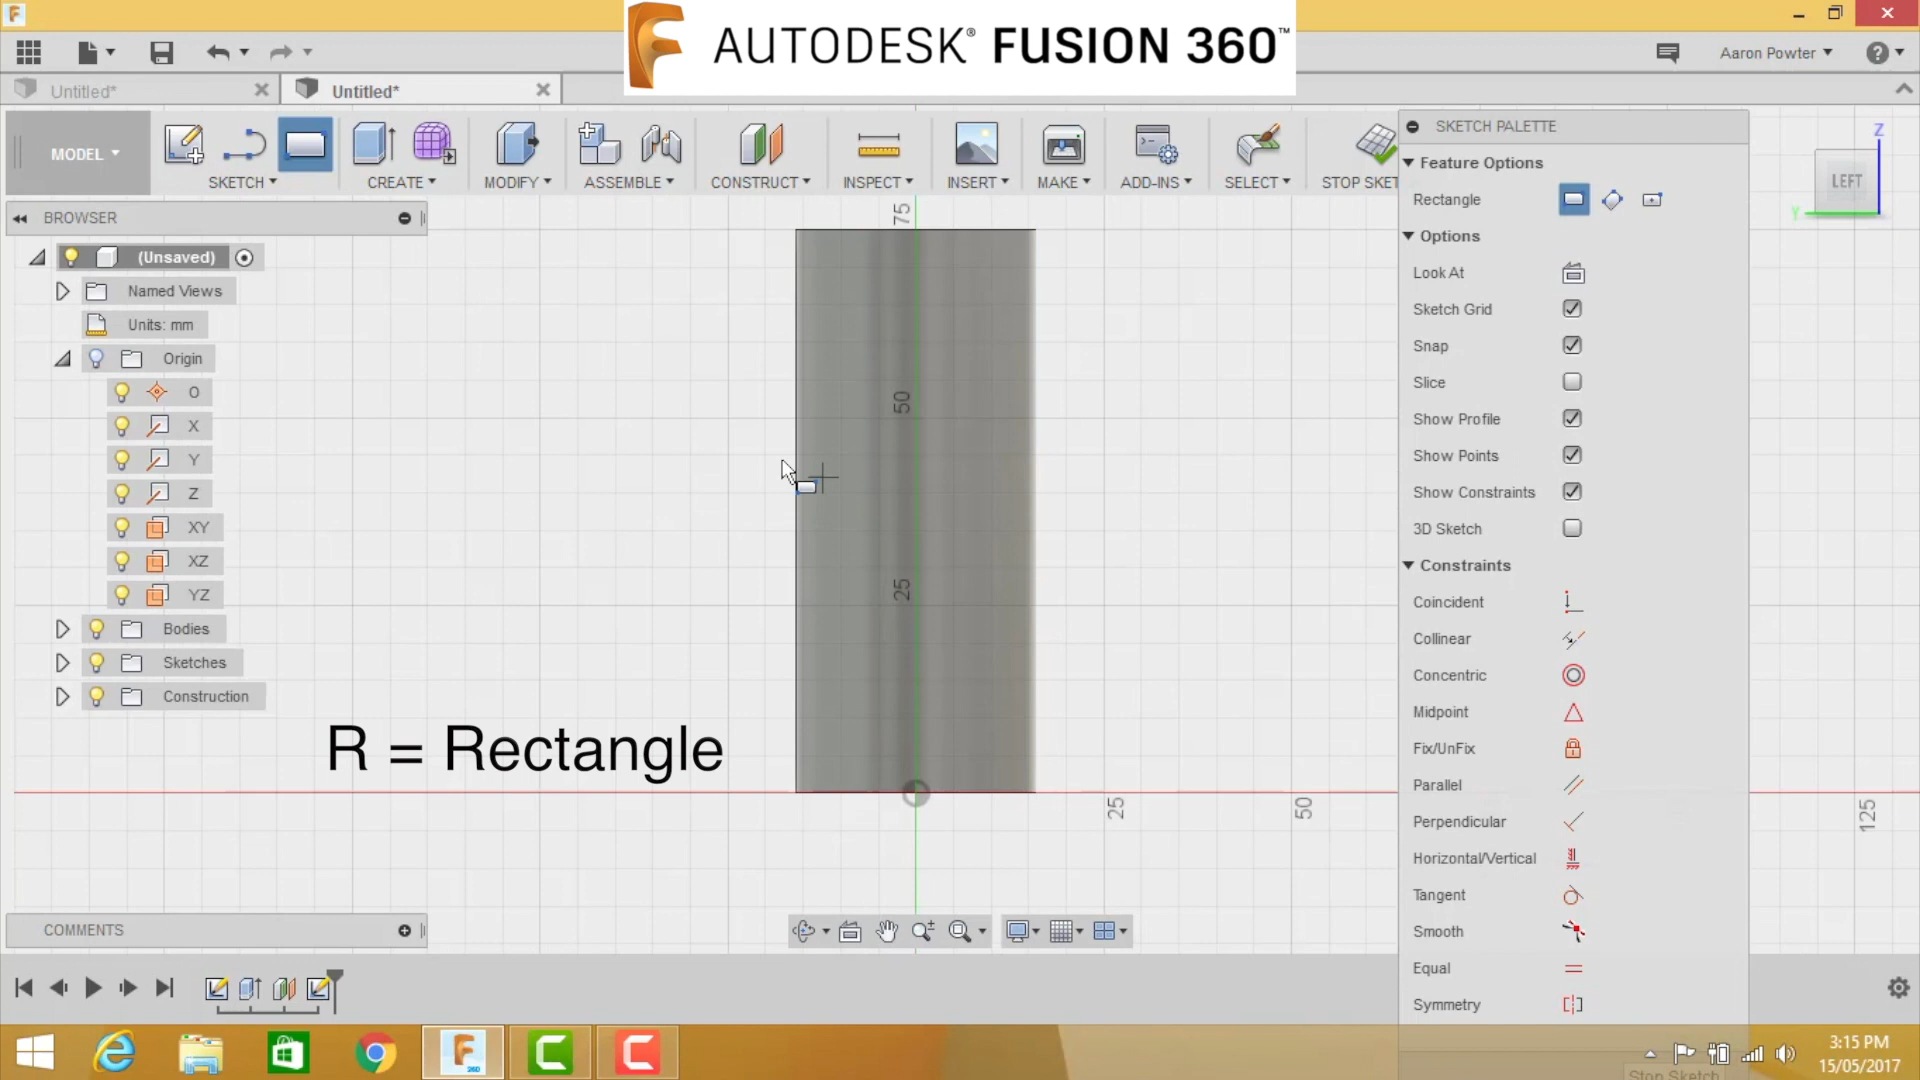 AUTODESK® FUSION 360™
Aaron Powter
Untitled*
Untitled*
MODEL
SKETCH
CREATE
MODIFY
ASSEMBLE
CONSTRUCT
INSPECT
INSERT
MAKE
ADD-INS
SELECT
STOP SKET
SKETCH PALETTE
Feature Options
Rectangle
Options
Look At
Sketch Grid
Snap
Slice
Show Profile
Show Points
Show Constraints
3D Sketch
Constraints
Coincident
Collinear
Concentric
Midpoint
Fix/UnFix
Parallel
Perpendicular
Horizontal/Vertical
Tangent
Smooth
Equal
Symmetry
Stop Sketch
Z
LEFT
Y
BROWSER
(Unsaved)
Named Views
Units: mm
Origin
O
X
Y
Z
XY
XZ
YZ
Bodies
Sketches
Construction
75
50
25
25
50
125
R = Rectangle
COMMENTS
360
3:15 PM
15/05/2017